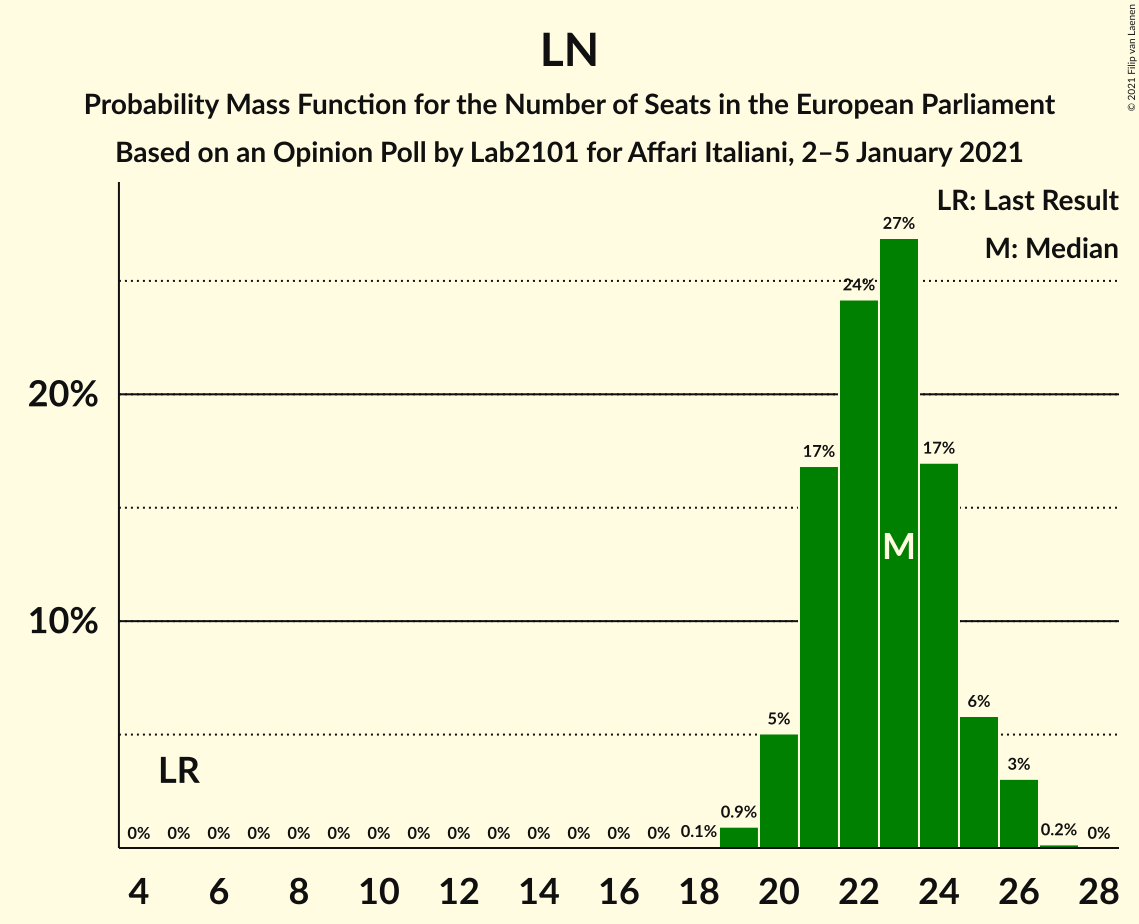 LN
Probability Mass Function for the Number of Seats in the European Parliament
Based on an Opinion Poll by Lab2101 for Affari Italiani, 2–5 January 2021
© 2021 Filip van Laenen
LR: Last Result
M: Median
27%
24%
20%
17% 17%
M
10%
6%
5%
3%
LR
0.9%
0% 0% 0% 0% 0% 0% 0% 0% 0% 0% 0% 0% 0% 0% 0.1% 0.2% 0%
4 6 8 10 12 14 16 18 20 22 24 26 28